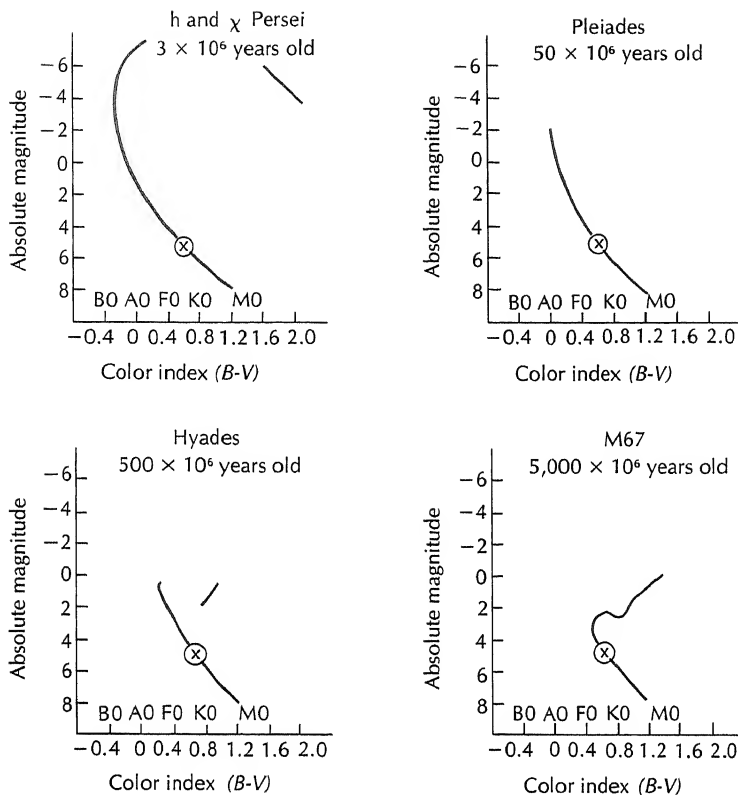 h and χ Persei
3 × 10⁶ years old
Absolute magnitude
−6
−4
−2
0
2
4
6
8
x
B0 A0 F0 K0 M0
−0.4 0 0.4 0.8 1.2 1.6 2.0
Color index (B-V)
Pleiades
50 × 10⁶ years old
Absolute magnitude
−6
−4
−2
0
2
4
6
8
x
B0 A0 F0 K0 M0
−0.4 0 0.4 0.8 1.2 1.6 2.0
Color index (B-V)
Hyades
500 × 10⁶ years old
Absolute magnitude
−6
−4
−2
0
2
4
6
8
x
B0 A0 F0 K0 M0
−0.4 0 0.4 0.8 1.2 1.6 2.0
Color index (B-V)
M67
5,000 × 10⁶ years old
Absolute magnitude
−6
−4
−2
0
2
4
6
8
x
B0 A0 F0 K0 M0
−0.4 0 0.4 0.8 1.2 1.6 2.0
Color index (B-V)